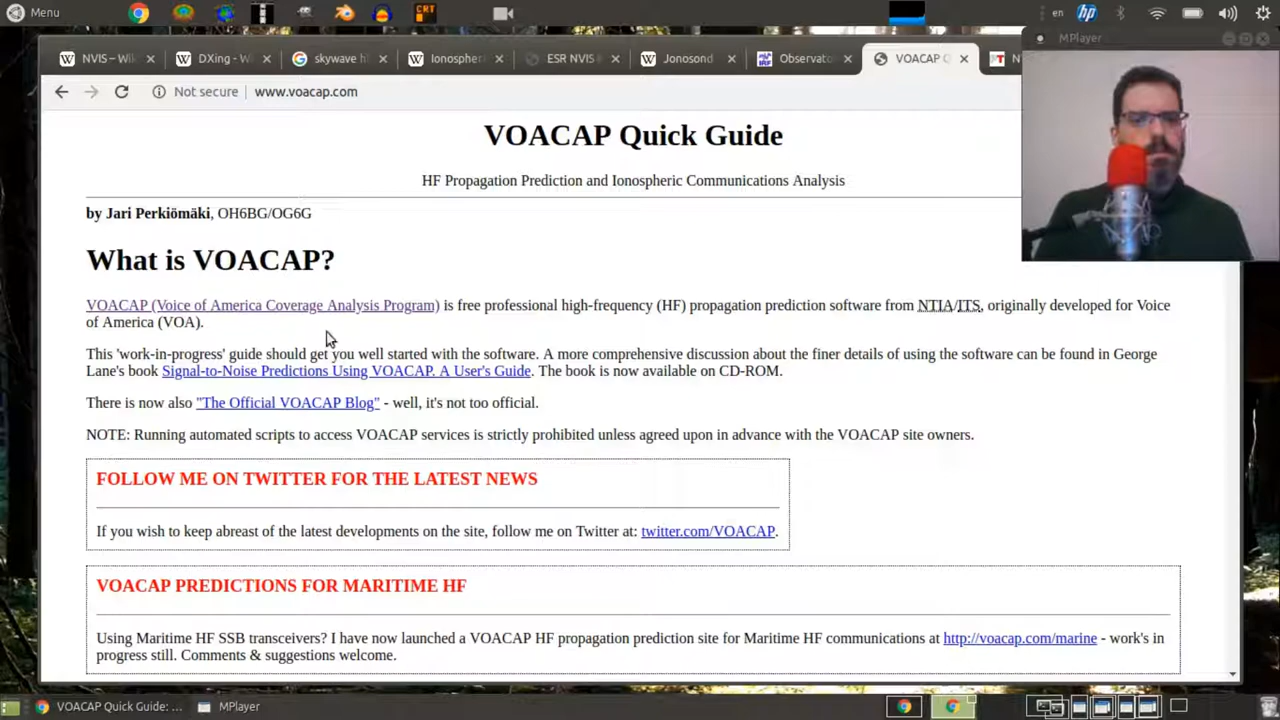 Menu
CRT
en
hp
MPlayer
NVIS – Wik
DXing - Wi
skywave h
Ionospher
ESR NVIS
Jonosond
Observato
VOACAP Q
N
Not secure
www.voacap.com
VOACAP Quick Guide
HF Propagation Prediction and Ionospheric Communications Analysis
by Jari Perkiömäki, OH6BG/OG6G
What is VOACAP?
VOACAP (Voice of America Coverage Analysis Program) is free professional high-frequency (HF) propagation prediction software from NTIA/ITS, originally developed for Voice
of America (VOA).
This 'work-in-progress' guide should get you well started with the software. A more comprehensive discussion about the finer details of using the software can be found in George
Lane's book Signal-to-Noise Predictions Using VOACAP. A User's Guide. The book is now available on CD-ROM.
There is now also "The Official VOACAP Blog" - well, it's not too official.
NOTE: Running automated scripts to access VOACAP services is strictly prohibited unless agreed upon in advance with the VOACAP site owners.
FOLLOW ME ON TWITTER FOR THE LATEST NEWS
If you wish to keep abreast of the latest developments on the site, follow me on Twitter at: twitter.com/VOACAP.
VOACAP PREDICTIONS FOR MARITIME HF
Using Maritime HF SSB transceivers? I have now launched a VOACAP HF propagation prediction site for Maritime HF communications at http://voacap.com/marine - work's in
progress still. Comments & suggestions welcome.
VOACAP Quick Guide: ...
MPlayer